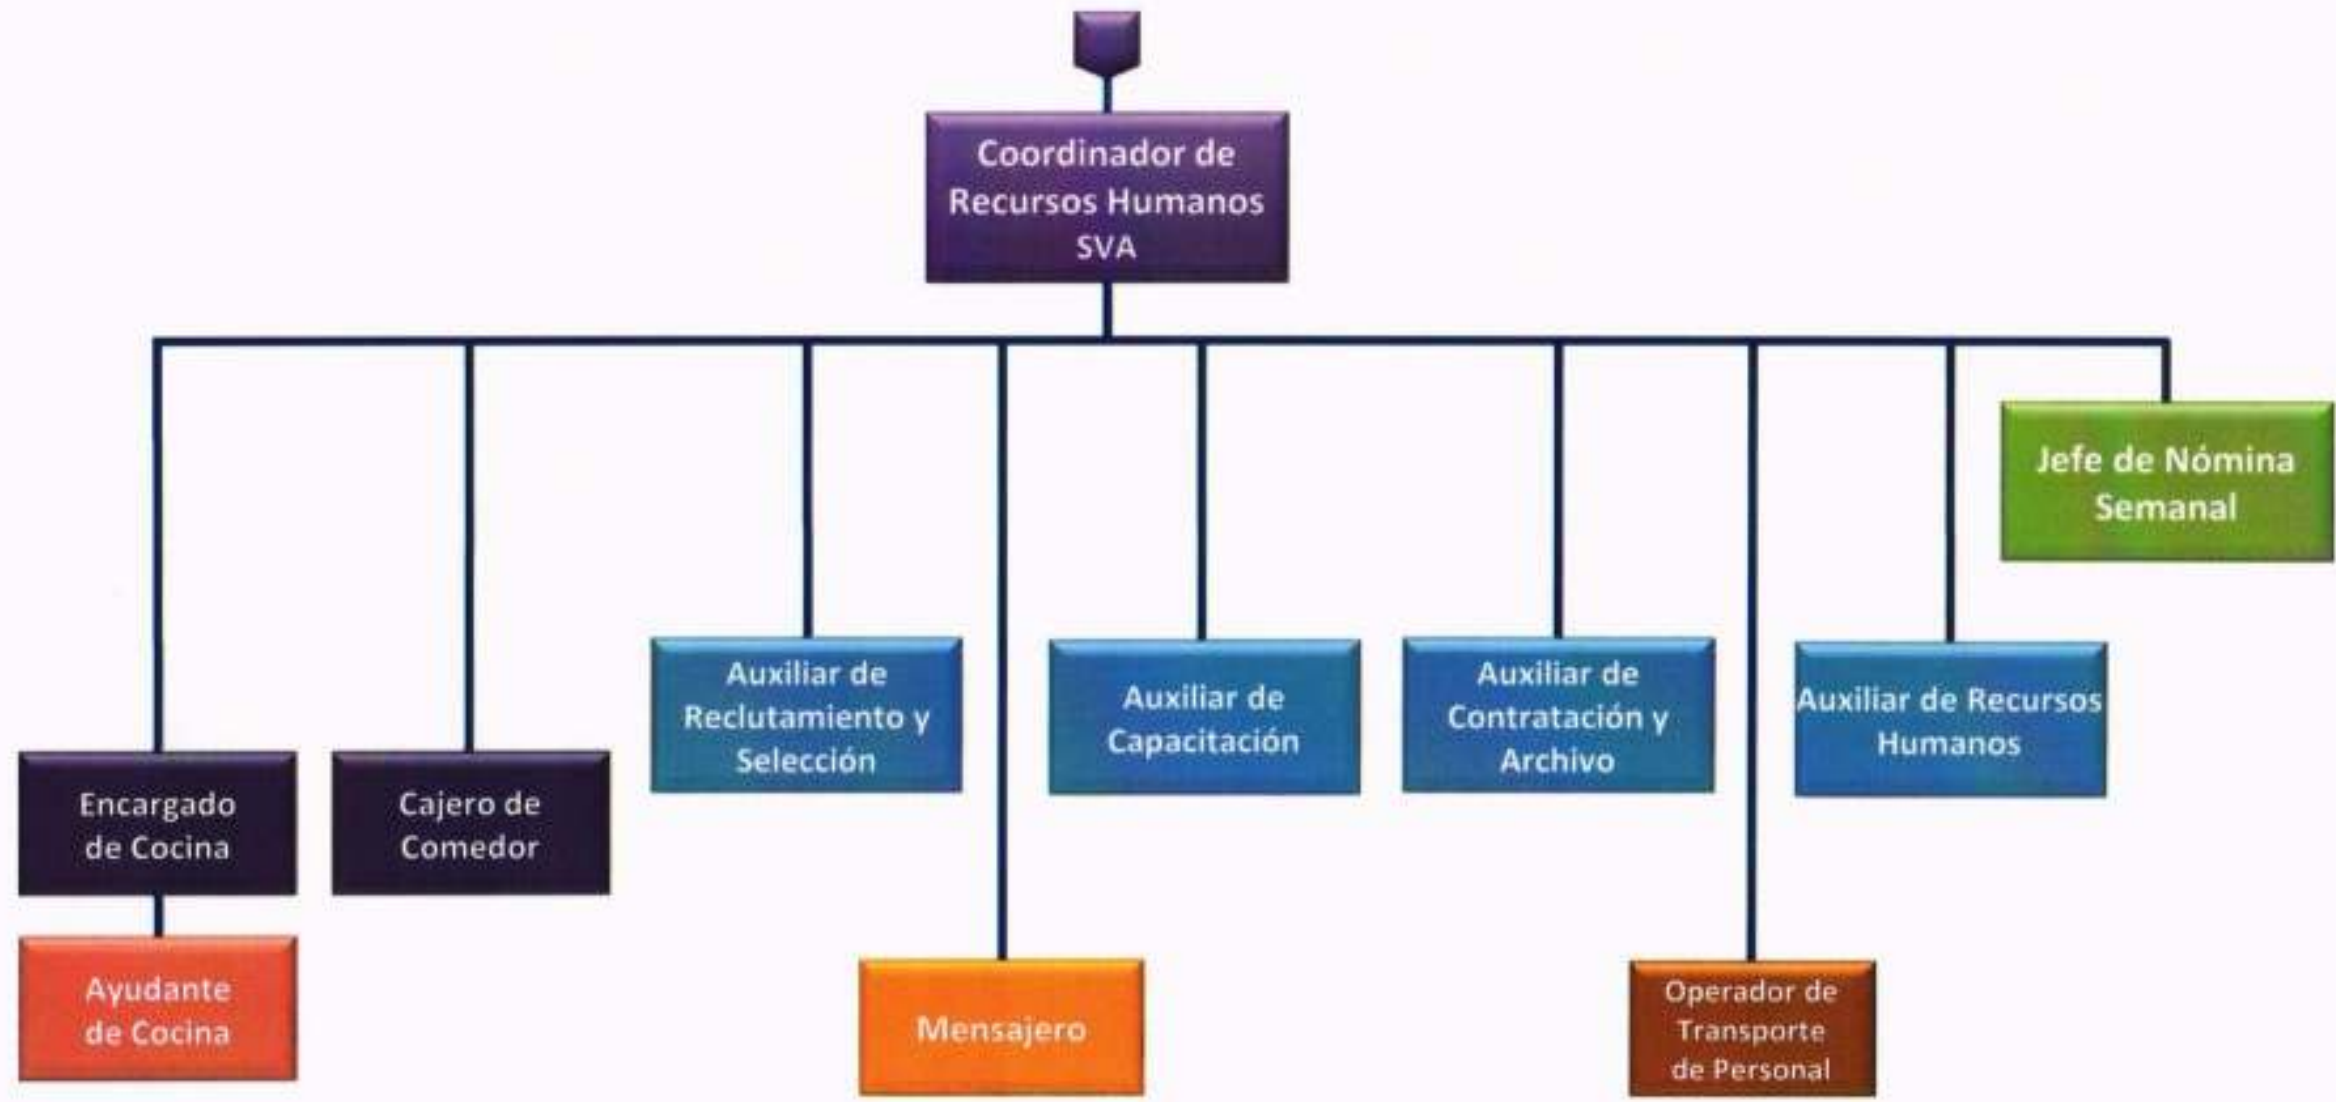 Coordinador de
Recursos Humanos
SVA
Jefe de Nómina
Semanal
Auxiliar de
Reclutamiento y
Selección
Auxiliar de
Capacitación
Auxiliar de
Contratación y
Archivo
Auxiliar de Recursos
Humanos
Encargado
de Cocina
Cajero de
Comedor
Ayudante
de Cocina
Mensajero
Operador de
Transporte
de Personal